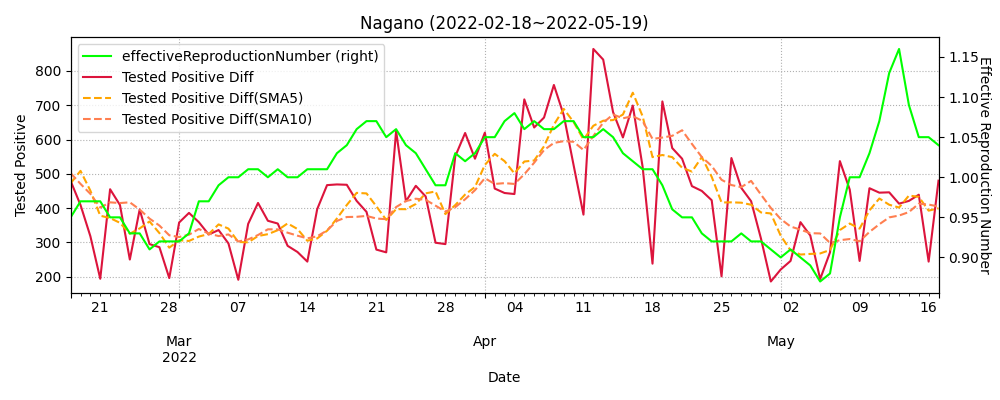 Nagano (2022-02-18~2022-05-19)
effectiveReproductionNumber (right)
Tested Positive Diff
Tested Positive Diff(SMA5)
Tested Positive Diff(SMA10)
Tested Positive
800
700
600
500
400
300
200
1.15
1.10
1.05
1.00
0.95
0.90
Effective Reproduction Number
21 28 07 14 21 28 04 11 18 25 02 09 16
Mar Apr May
2022
Date